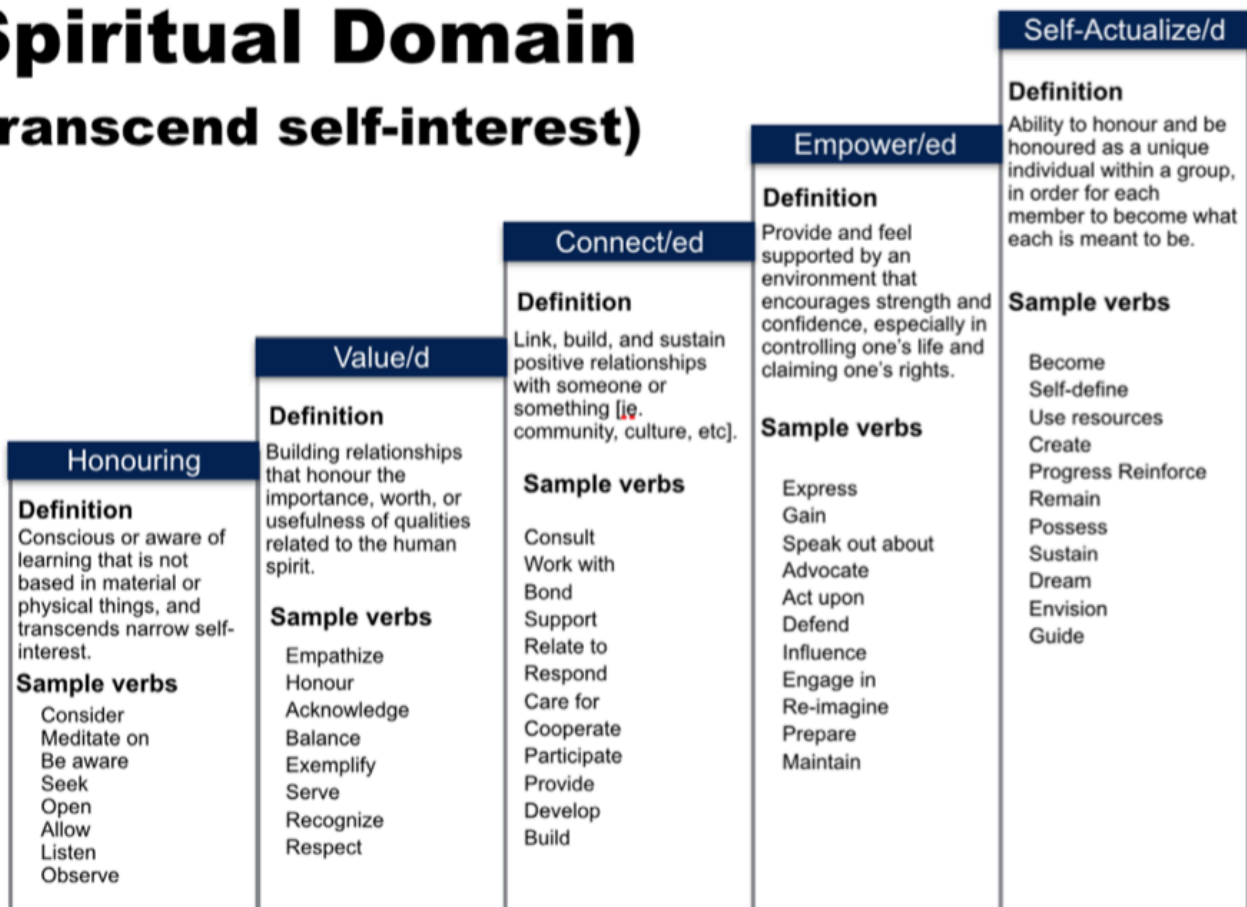 Spiritual Domain
ranscend self-interest)
Honouring
Definition
Conscious or aware of
learning that is not
based in material or
physical things, and
transcends narrow self-
interest.
Sample verbs
Consider
Meditate on
Be aware
Seek
Open
Allow
Listen
Observe
Value/d
Definition
Building relationships
that honour the
importance, worth, or
usefulness of qualities
related to the human
spirit.
Sample verbs
Empathize
Honour
Acknowledge
Balance
Exemplify
Serve
Recognize
Respect
Connect/ed
Definition
Link, build, and sustain
positive relationships
with someone or
something [ie.
community, culture, etc].
Sample verbs
Consult
Work with
Bond
Support
Relate to
Respond
Care for
Cooperate
Participate
Provide
Develop
Build
Empower/ed
Definition
Provide and feel
supported by an
environment that
encourages strength and
confidence, especially in
controlling one's life and
claiming one's rights.
Sample verbs
Express
Gain
Speak out about
Advocate
Act upon
Defend
Influence
Engage in
Re-imagine
Prepare
Maintain
Self-Actualize/d
Definition
Ability to honour and be
honoured as a unique
individual within a group,
in order for each
member to become what
each is meant to be.
Sample verbs
Become
Self-define
Use resources
Create
Progress Reinforce
Remain
Possess
Sustain
Dream
Envision
Guide